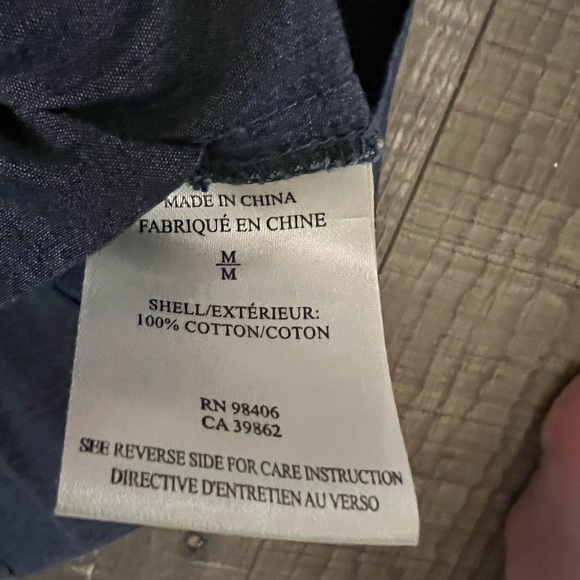 MADE IN CHINA
FABRIQUÉ EN CHINE
M
M
SHELL/EXTÉRIEUR:
100% COTTON/COTON
RN 98406
CA 39862
SEE REVERSE SIDE FOR CARE INSTRUCTION
DIRECTIVE D'ENTRETIEN AU VERSO